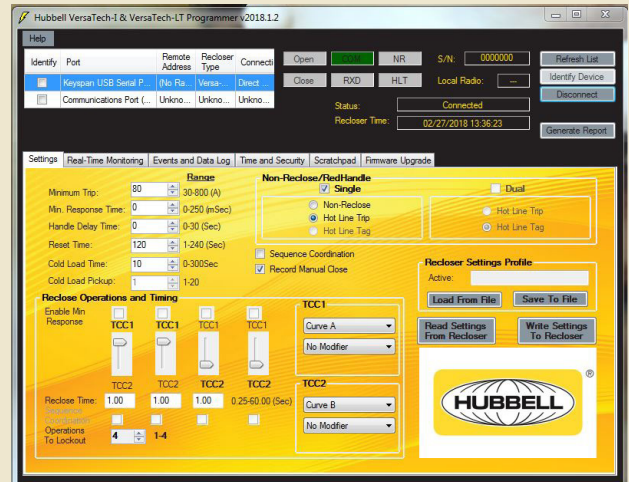 Hubbell VersaTech-I & VersaTech-LT Programmer v2018.1.2
Help
Identify Port Remote Address Recloser Type Connecti
Keyspan USB Serial P... (No Ra... Versa-... Direct ...
Communications Port (... Unkno... Unkno... Unkno...
Open COM NR S/N: 0000000 Refresh List
Close RXD HLT Local Radio: --- Identify Device
Status: Connected Disconnect
Recloser Time: 02/27/2018 13:36:23 Generate Report
Settings Real-Time Monitoring Events and Data Log Time and Security Scratchpad Firmware Upgrade
Range
Minimum Trip: 80 30-800 (A)
Min. Response Time: 0 0-250 (mSec)
Handle Delay Time: 0 0-30 (Sec)
Reset Time: 120 1-240 (Sec)
Cold Load Time: 10 0-300Sec
Cold Load Pickup: 1 1-20
Non-Reclose/RedHandle
Single Dual
Non-Reclose
Hot Line Trip
Hot Line Tag
Hot Line Trip
Hot Line Tag
Sequence Coordination
Record Manual Close
Recloser Settings Profile
Active:
Load From File Save To File
Read Settings From Recloser
Write Settings To Recloser
Reclose Operations and Timing
Enable Min
Response
TCC1 TCC1 TCC1 TCC1
TCC2 TCC2 TCC2 TCC2
Reclose Time: 1.00 1.00 1.00 0.25-60.00 (Sec)
Sequence
Coordination
Operations
To Lockout 4 1-4
TCC1
Curve A
No Modifier
TCC2
Curve B
No Modifier
HUBBELL ®